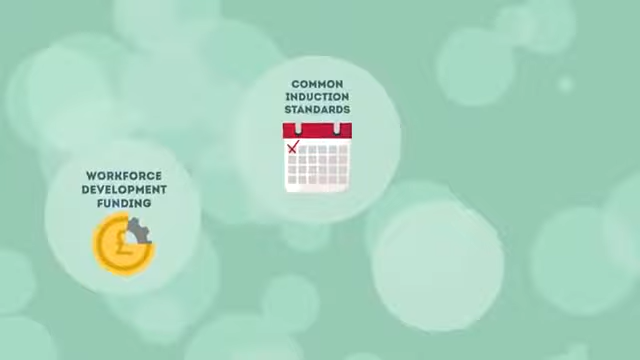 COMMON
INDUCTION
STANDARDS
WORKFORCE
DEVELOPMENT
FUNDING
£